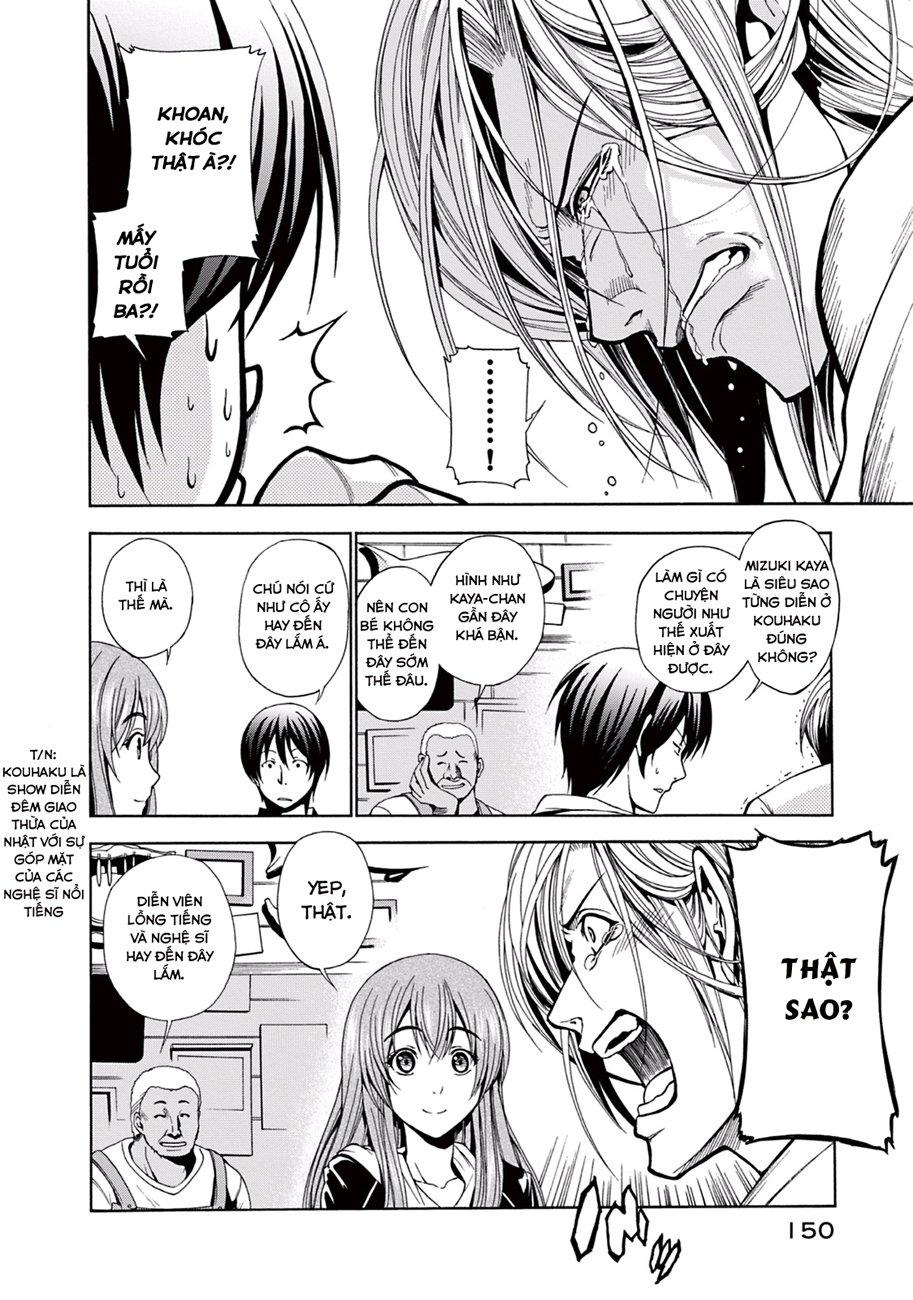 KHOAN,
KHÓC
THẬT À?!
MẤY
TUỔI
RỒI
BA?!
........!
MIZUKI KAYA
LÀ SIÊU SAO
TỪNG DIỄN Ở
KOUHAKU
ĐÚNG
KHÔNG?
LÀM GÌ CÓ
CHUYỆN
NGƯỜI NHƯ
THẾ XUẤT
HIỆN Ở ĐÂY
ĐƯỢC.
HÌNH NHƯ
KAYA-CHAN
GẦN ĐÂY
KHÁ BẬN.
NÊN CON
BÉ KHÔNG
THỂ ĐẾN
ĐÂY SỚM
THẾ ĐÂU.
CHÚ NÓI CỨ
NHƯ CÔ ẤY
HAY ĐẾN
ĐÂY LẮM Á.
THÌ LÀ
THẾ MÀ.
T/N:
KOUHAKU LÀ
SHOW DIỄN
ĐÊM GIAO
THỪA CỦA
NHẬT VỚI SỰ
GÓP MẶT
CỦA CÁC
NGHỆ SĨ NỔI
TIẾNG
THẬT
SAO?
YEP,
THẬT.
DIỄN VIÊN
LỒNG TIẾNG
VÀ NGHỆ SĨ
HAY ĐẾN ĐÂY
LẮM.
150